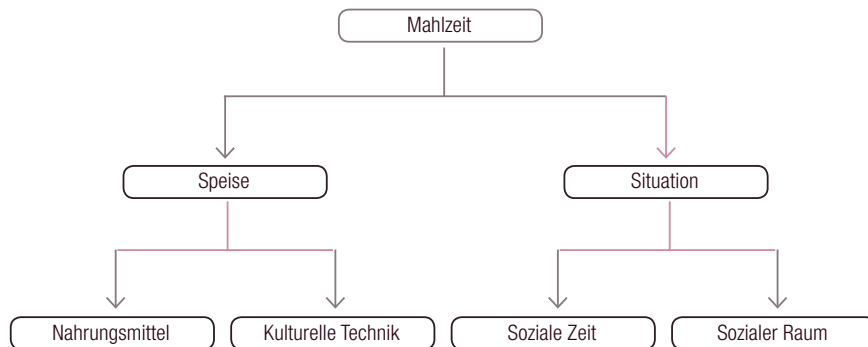 Mahlzeit
Speise
Situation
Nahrungsmittel
Kulturelle Technik
Soziale Zeit
Sozialer Raum